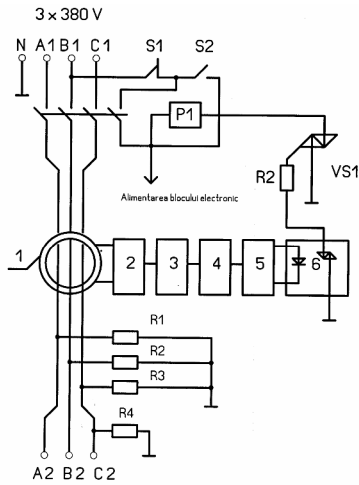 3 x 380 V
N A1 B1 C1 S1 S2
P1
R2 VS1
Alimentarea blocului electronic
1 2 3 4 5 6
R1
R2
R3
R4
A2 B2 C2